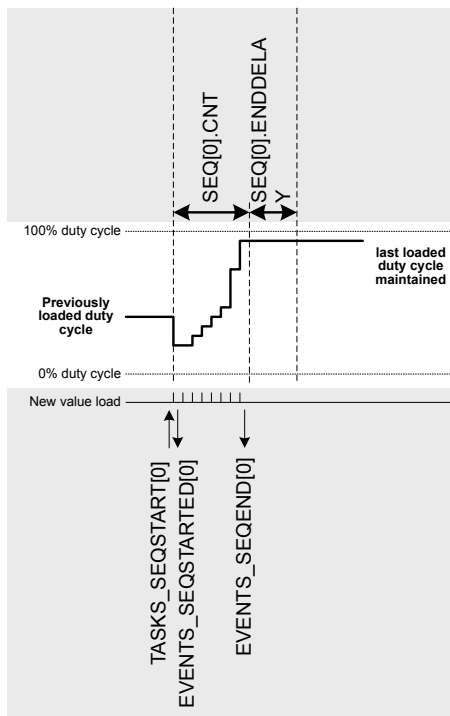 SEQ[0].CNT
SEQ[0].ENDDELA
Y
100% duty cycle
last loaded
duty cycle
maintained
Previously
loaded duty
cycle
0% duty cycle
New value load
TASKS_SEQSTART[0]
EVENTS_SEQSTARTED[0]
EVENTS_SEQEND[0]